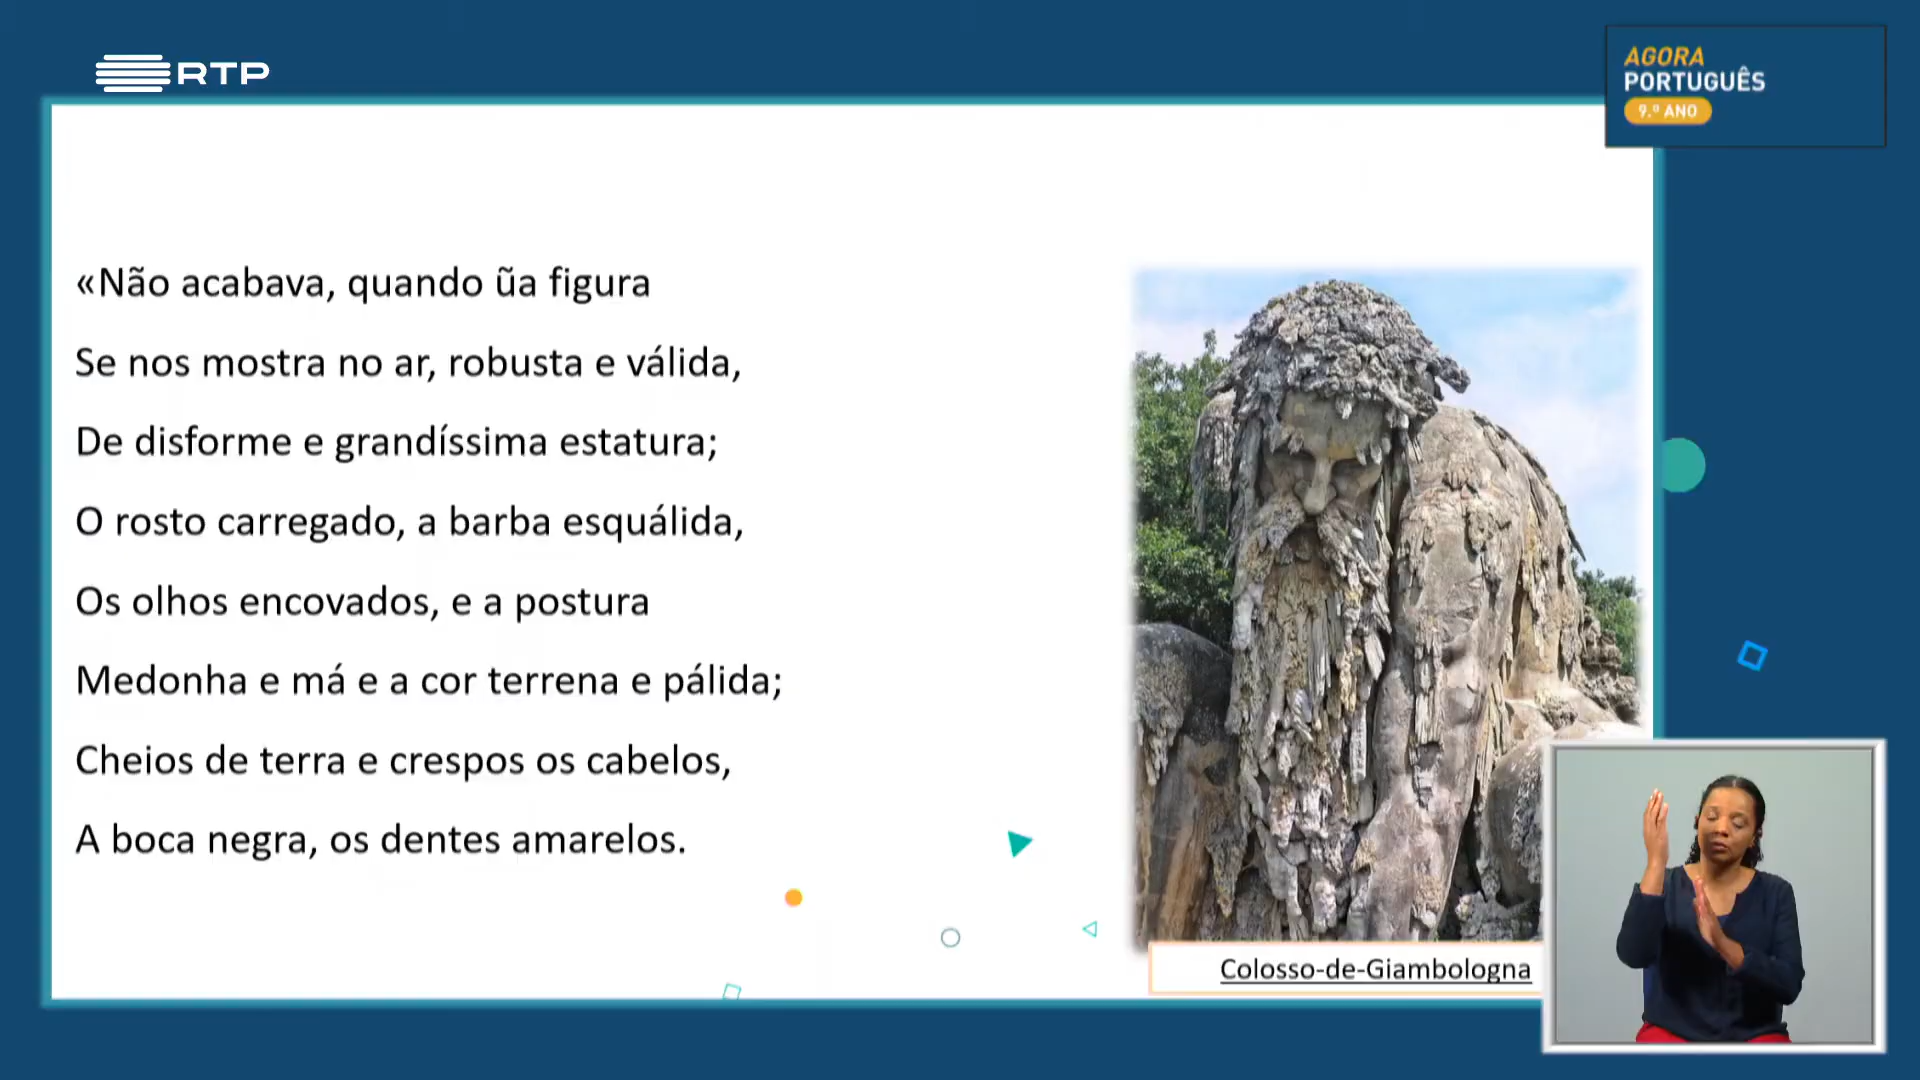 RTP
AGORA
PORTUGUÊS
9.º ANO
«Não acabava, quando ũa figura
Se nos mostra no ar, robusta e válida,
De disforme e grandíssima estatura;
O rosto carregado, a barba esquálida,
Os olhos encovados, e a postura
Medonha e má e a cor terrena e pálida;
Cheios de terra e crespos os cabelos,
A boca negra, os dentes amarelos.
Colosso-de-Giambologna